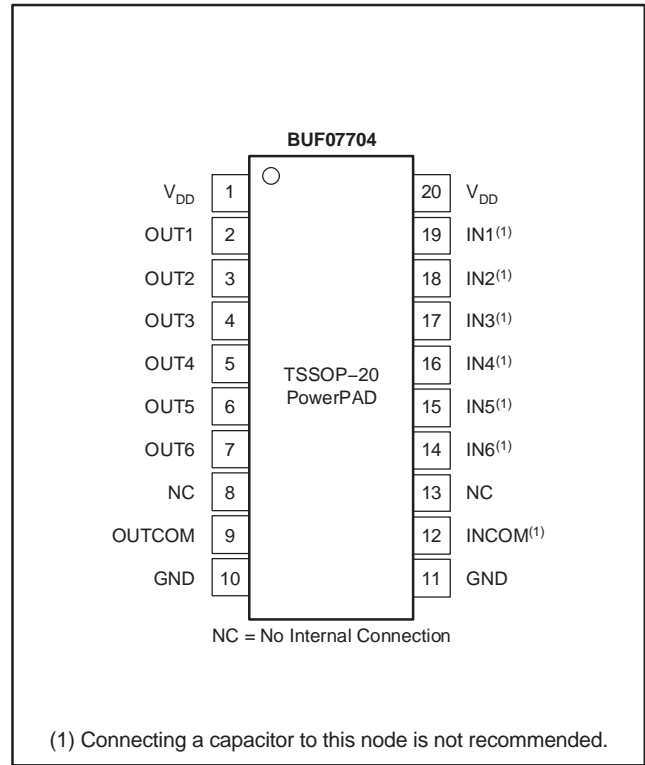 BUF07704
V_DD 1 20 V_DD
OUT1 2 19 IN1(1)
OUT2 3 18 IN2(1)
OUT3 4 17 IN3(1)
OUT4 5 16 IN4(1)
TSSOP−20
PowerPAD
OUT5 6 15 IN5(1)
OUT6 7 14 IN6(1)
NC 8 13 NC
OUTCOM 9 12 INCOM(1)
GND 10 11 GND
NC = No Internal Connection
(1) Connecting a capacitor to this node is not recommended.